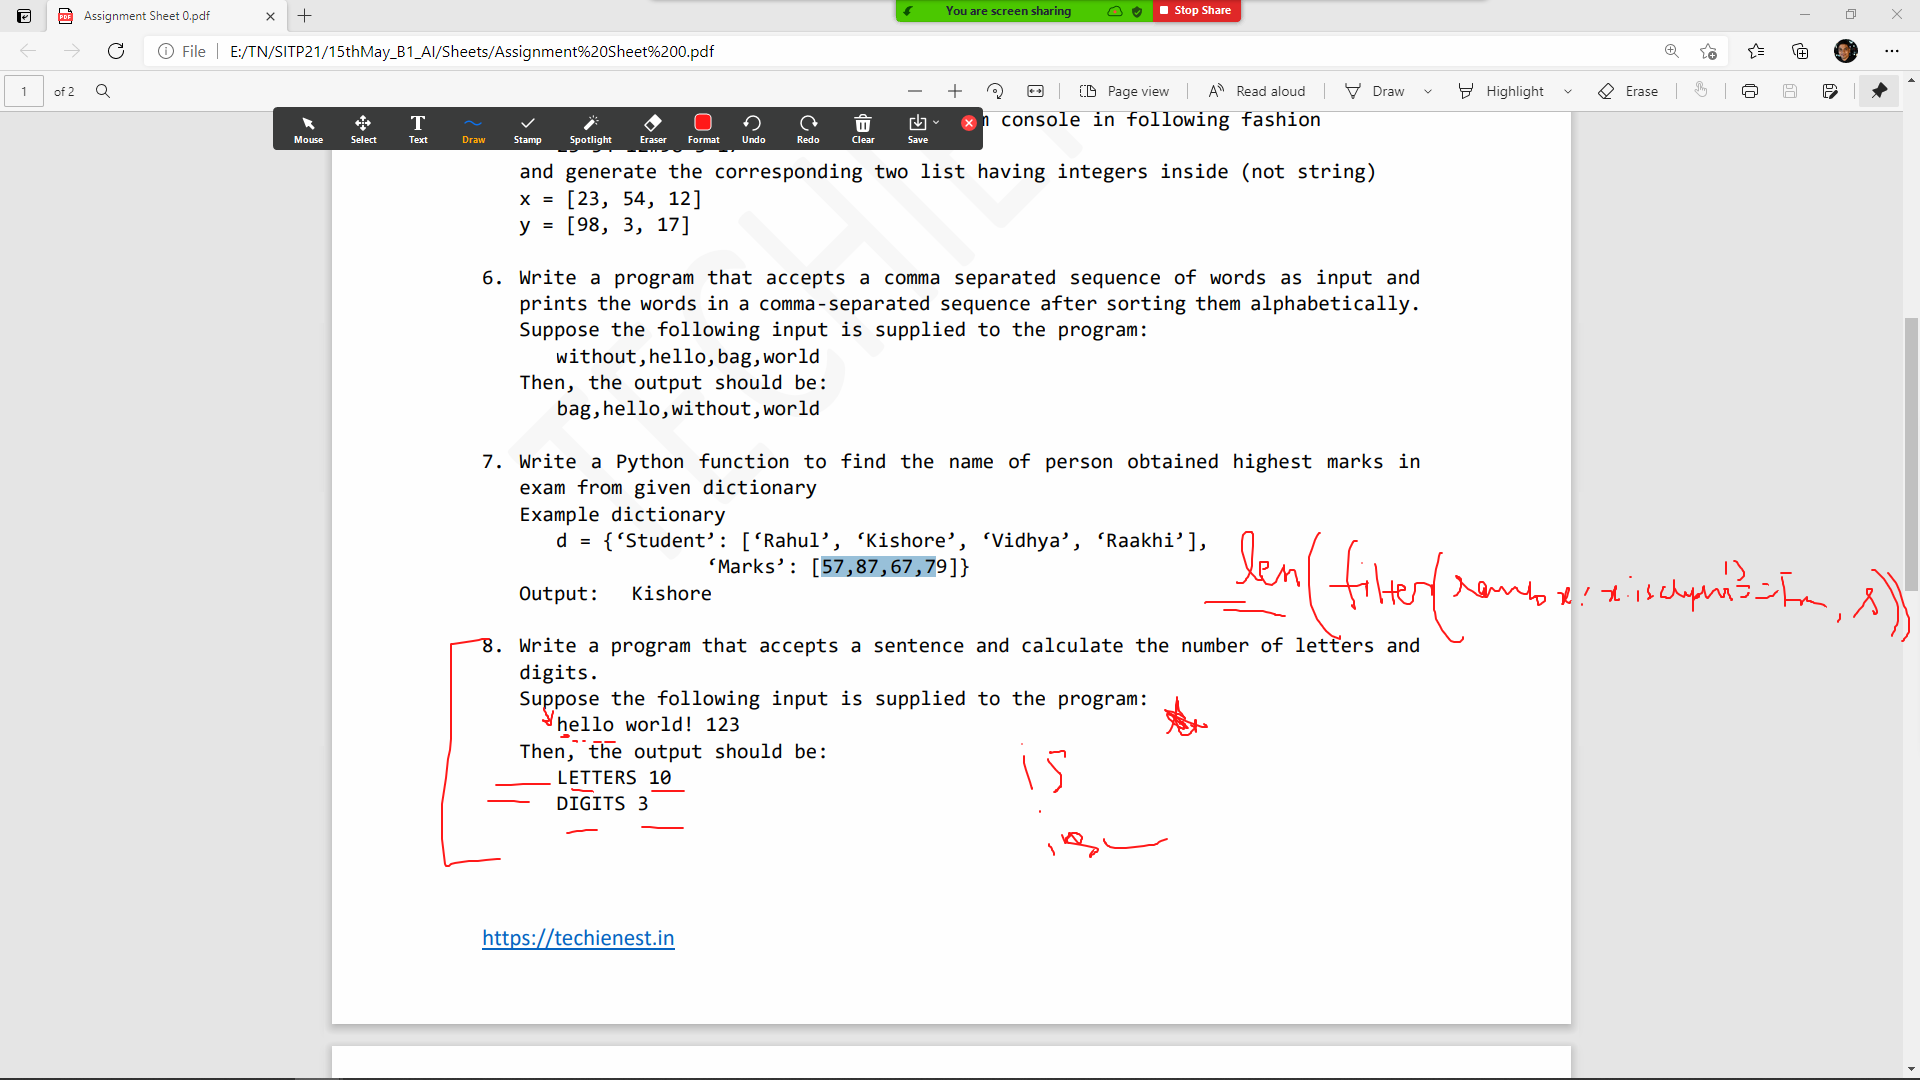 Assignment Sheet 0.pdf
You are screen sharing
Stop Share
File
E:/TN/SITP21/15thMay_B1_AI/Sheets/Assignment%20Sheet%200.pdf
1 of 2
Page view
Read aloud
Draw
Highlight
Erase
Mouse Select Text Draw Stamp Spotlight Eraser Format Undo Redo Clear Save
console in following fashion
and generate the corresponding two list having integers inside (not string)
x = [23, 54, 12]
y = [98, 3, 17]
6. Write a program that accepts a comma separated sequence of words as input and
prints the words in a comma-separated sequence after sorting them alphabetically.
Suppose the following input is supplied to the program:
without,hello,bag,world
Then, the output should be:
bag,hello,without,world
7. Write a Python function to find the name of person obtained highest marks in
exam from given dictionary
Example dictionary
d = {‘Student’: [‘Rahul’, ‘Kishore’, ‘Vidhya’, ‘Raakhi’],
‘Marks’: [57,87,67,79]}
Output: Kishore
len(filter(
8. Write a program that accepts a sentence and calculate the number of letters and
digits.
Suppose the following input is supplied to the program:
hello world! 123
Then, the output should be:
LETTERS 10
DIGITS 3
is
https://techienest.in